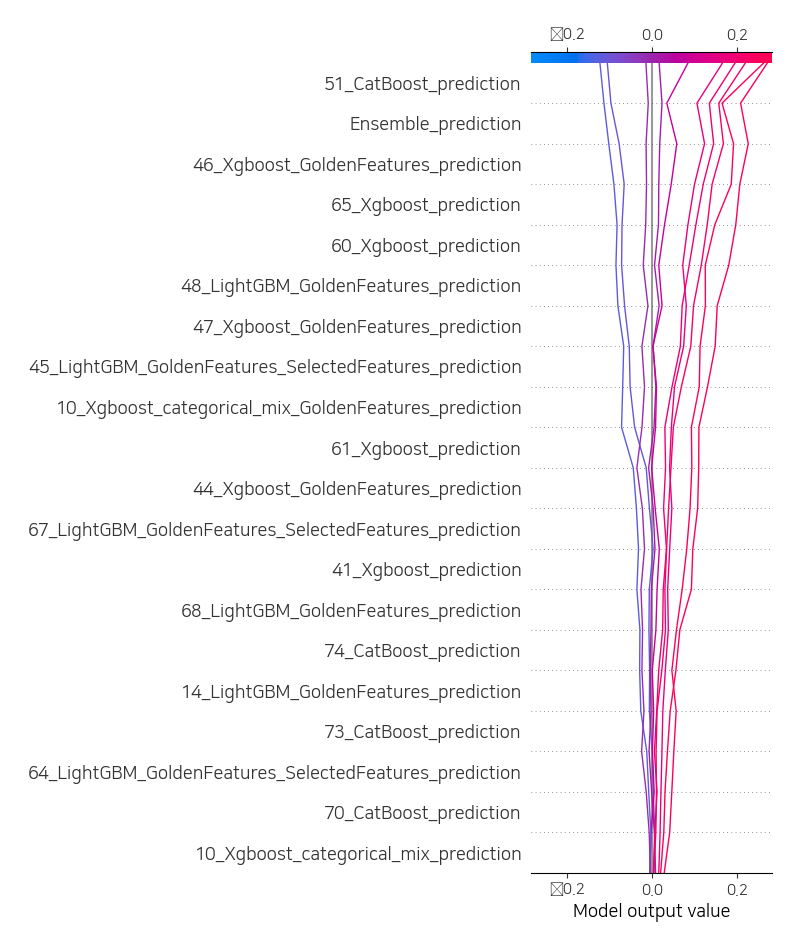 0.2 0.0 0.2
51_CatBoost_prediction
Ensemble_prediction
46_Xgboost_GoldenFeatures_prediction
65_Xgboost_prediction
60_Xgboost_prediction
48_LightGBM_GoldenFeatures_prediction
47_Xgboost_GoldenFeatures_prediction
45_LightGBM_GoldenFeatures_SelectedFeatures_prediction
10_Xgboost_categorical_mix_GoldenFeatures_prediction
61_Xgboost_prediction
44_Xgboost_GoldenFeatures_prediction
67_LightGBM_GoldenFeatures_SelectedFeatures_prediction
41_Xgboost_prediction
68_LightGBM_GoldenFeatures_prediction
74_CatBoost_prediction
14_LightGBM_GoldenFeatures_prediction
73_CatBoost_prediction
64_LightGBM_GoldenFeatures_SelectedFeatures_prediction
70_CatBoost_prediction
10_Xgboost_categorical_mix_prediction
0.2 0.0 0.2
Model output value